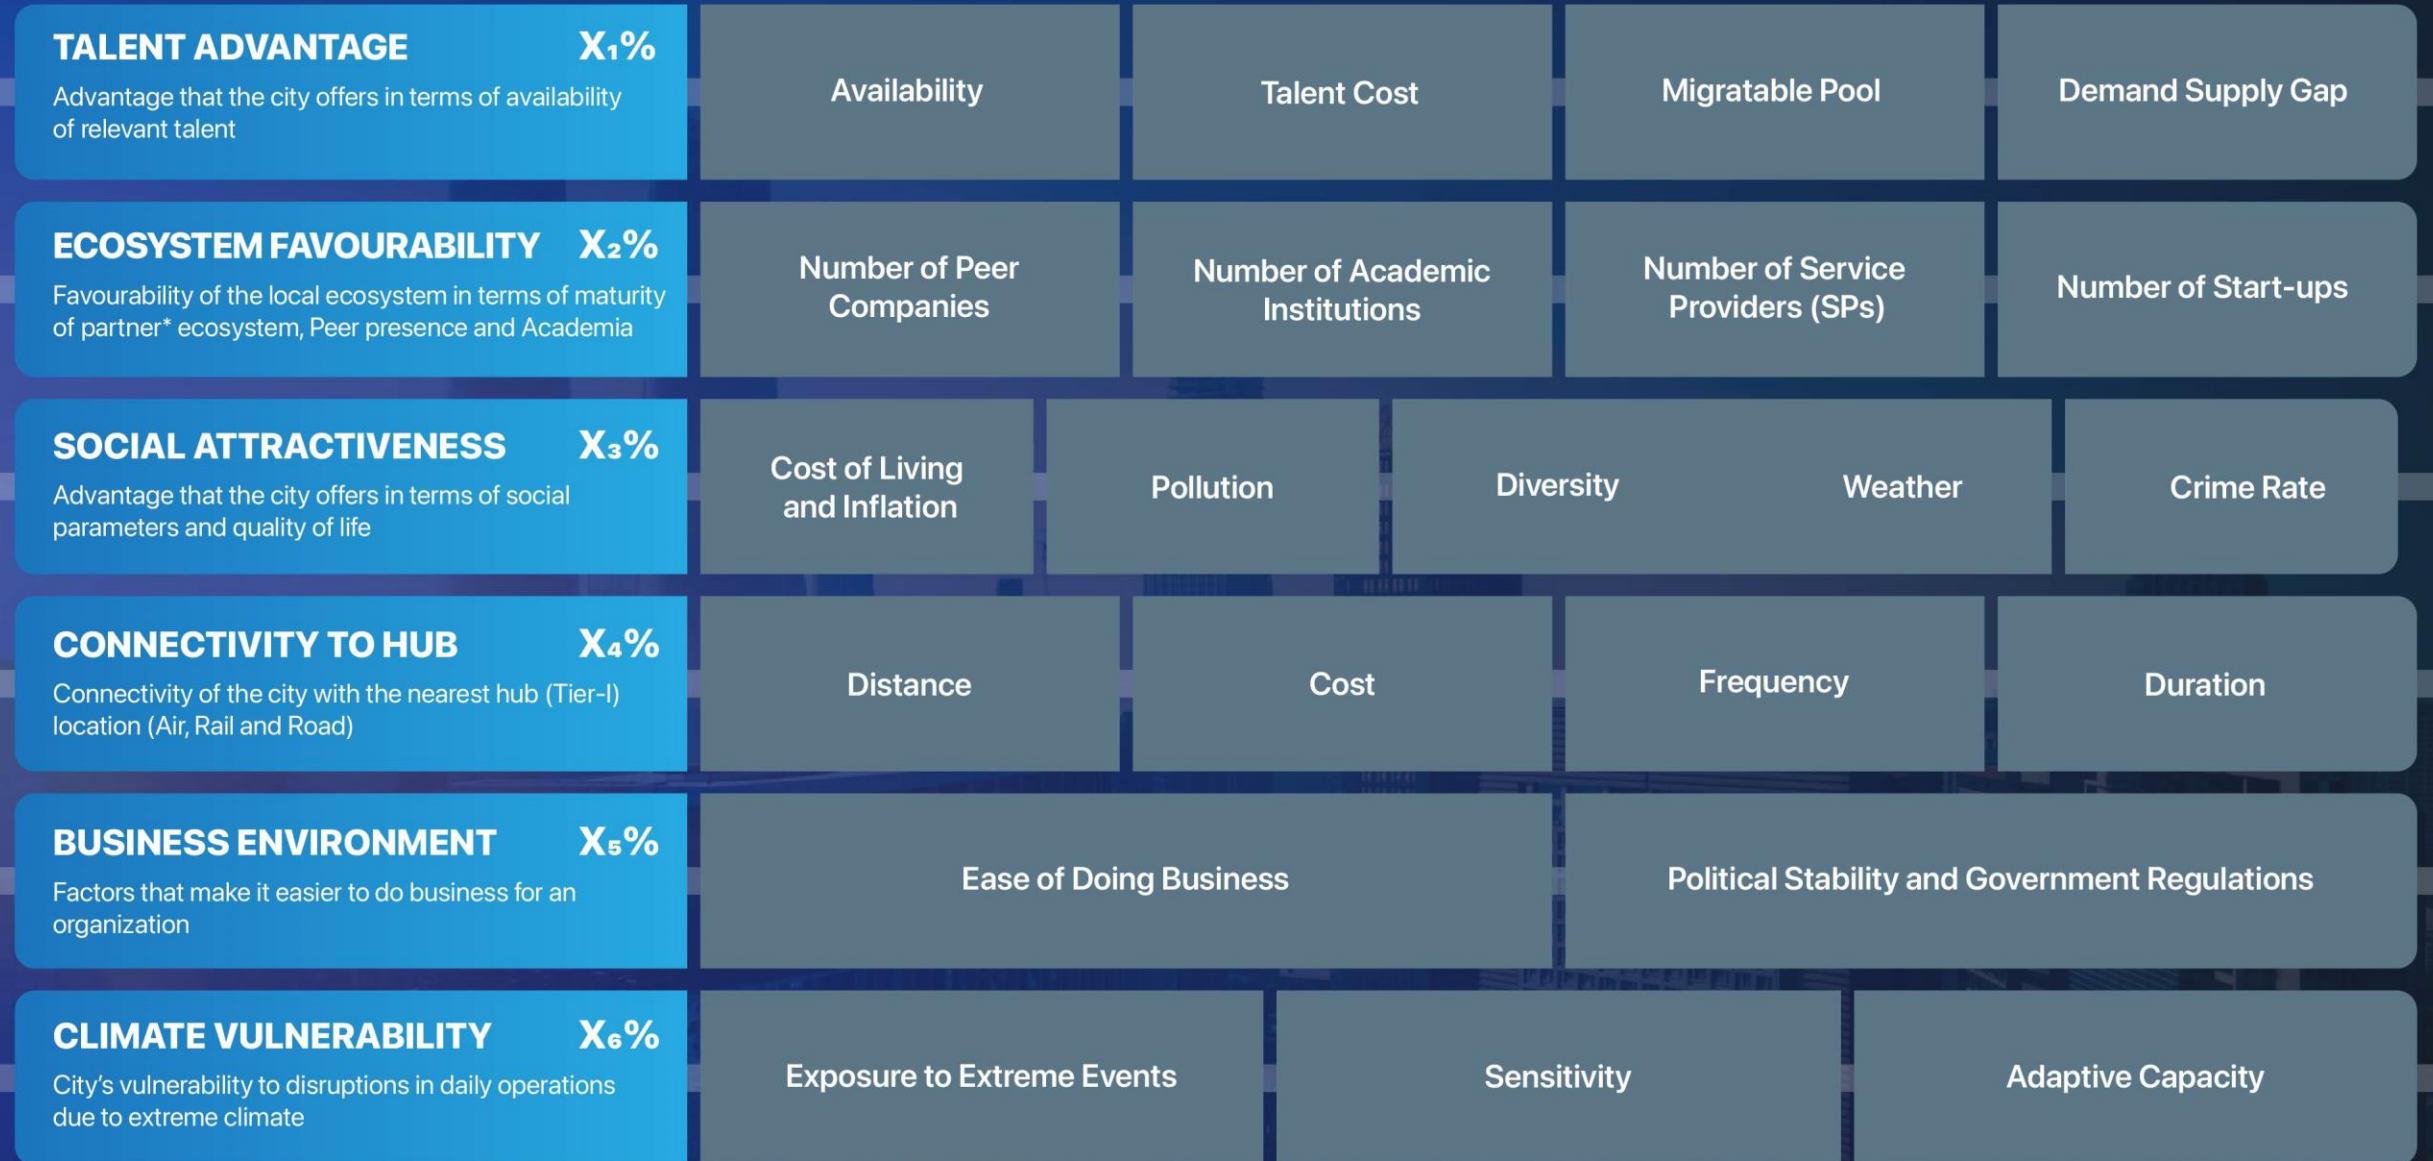 TALENT ADVANTAGE X₁%
Advantage that the city offers in terms of availability
of relevant talent
Availability
Talent Cost
Migratable Pool
Demand Supply Gap
ECOSYSTEM FAVOURABILITY X₂%
Favourability of the local ecosystem in terms of maturity
of partner* ecosystem, Peer presence and Academia
Number of Peer
Companies
Number of Academic
Institutions
Number of Service
Providers (SPs)
Number of Start-ups
SOCIAL ATTRACTIVENESS X₃%
Advantage that the city offers in terms of social
parameters and quality of life
Cost of Living
and Inflation
Pollution
Diversity
Weather
Crime Rate
CONNECTIVITY TO HUB X₄%
Connectivity of the city with the nearest hub (Tier-I)
location (Air, Rail and Road)
Distance
Cost
Frequency
Duration
BUSINESS ENVIRONMENT X₅%
Factors that make it easier to do business for an
organization
Ease of Doing Business
Political Stability and Government Regulations
CLIMATE VULNERABILITY X₆%
City’s vulnerability to disruptions in daily operations
due to extreme climate
Exposure to Extreme Events
Sensitivity
Adaptive Capacity